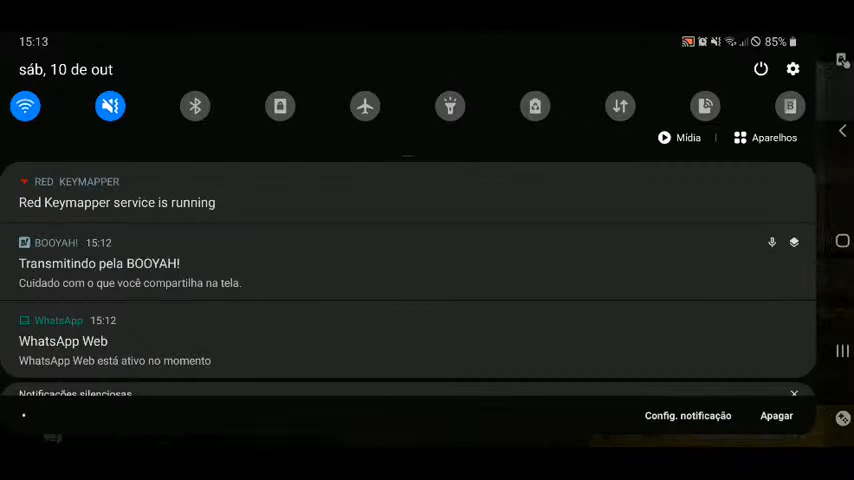 15:13
85%
sáb, 10 de out
Mídia | Aparelhos
RED KEYMAPPER
Red Keymapper service is running
BOOYAH! 15:12
Transmitindo pela BOOYAH!
Cuidado com o que você compartilha na tela.
WhatsApp 15:12
WhatsApp Web
WhatsApp Web está ativo no momento
Notificações silenciosas
Config. notificação
Apagar